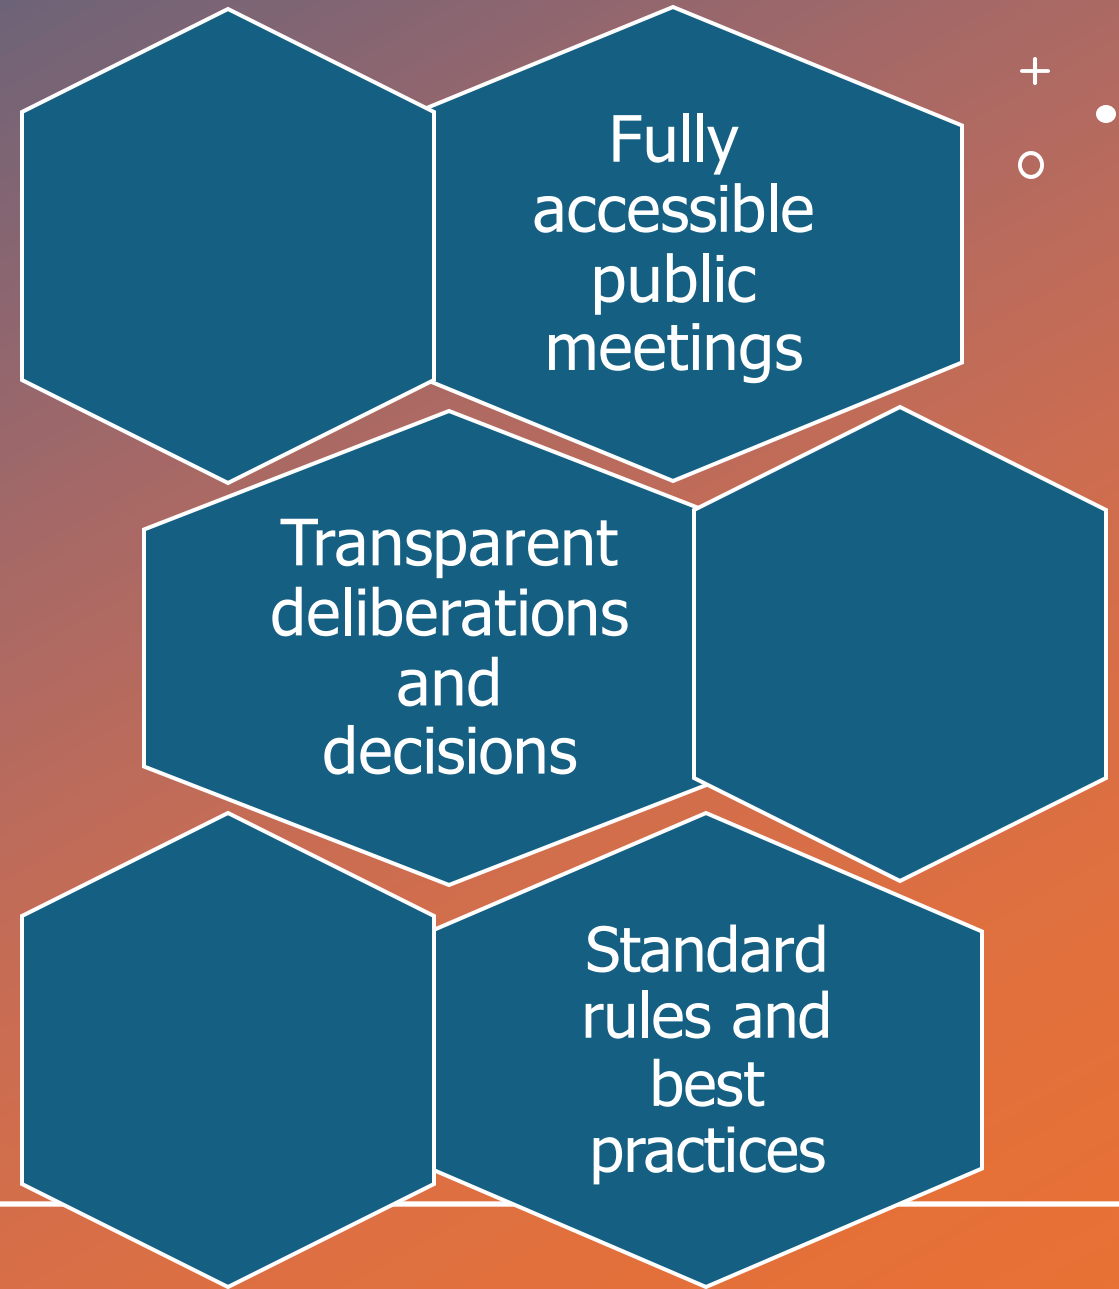 Fully
accessible
public
meetings
Transparent
deliberations
and
decisions
Standard
rules and
best
practices